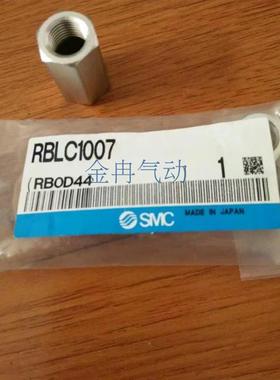 RBLC1007
金冉气动
(RB0D44
1
SMC
MADE IN JAPAN